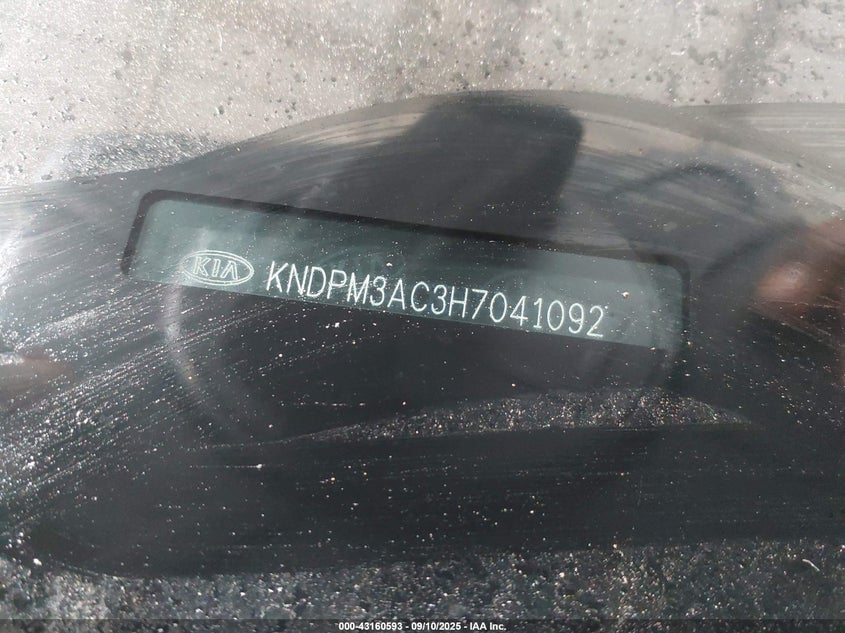 KIA KNDPM3AC3H7041092
000-43160593 — 09/10/2025 - IAA Inc.